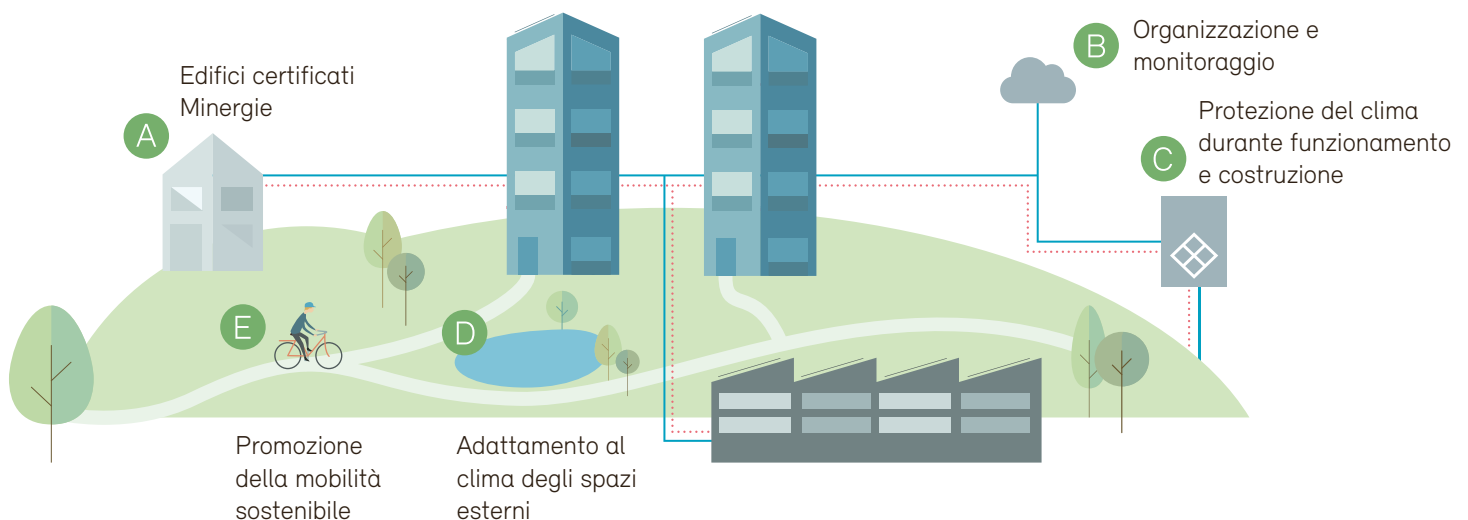 A
Edifici certificati
Minergie
B
Organizzazione e
monitoraggio
C
Protezione del clima
durante funzionamento
e costruzione
E
Promozione
della mobilità
sostenibile
D
Adattamento al
clima degli spazi
esterni